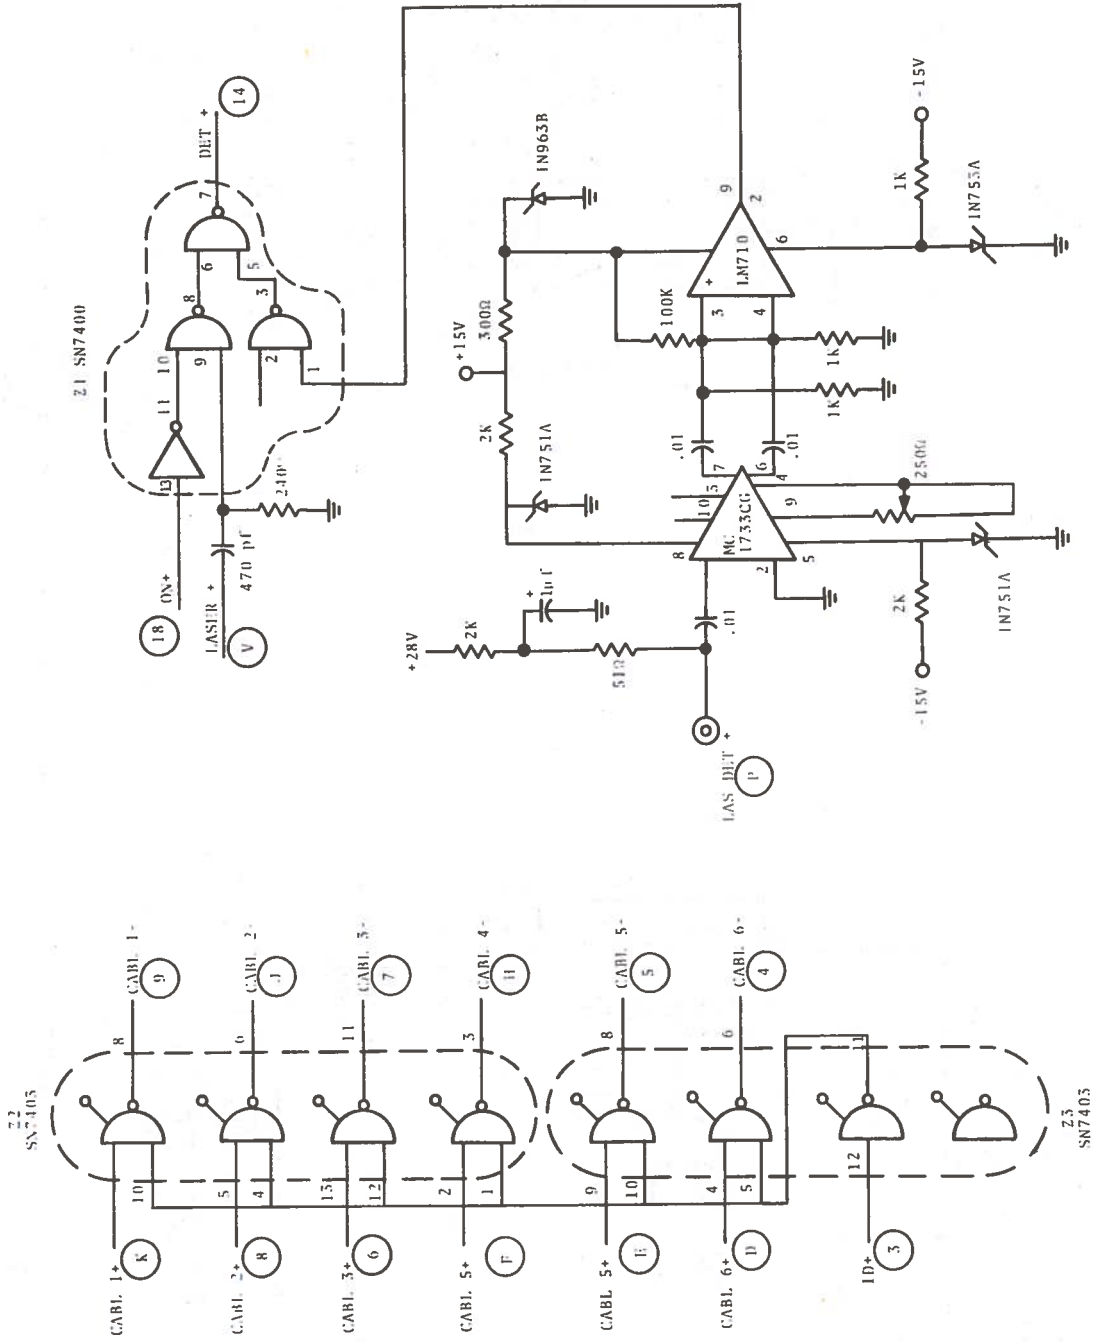 Z1 SN7400
18
ON+
LASER +
V
470 pf
240Ω
13
11
10
9
8
6
2
1
3
5
7
DET +
14
+15V
2K
300Ω
1N751A
1N963B
+28V
2K
1uf
+
51Ω
.01
LAS DET +
P
8
10
3
7
MC
1733CG
2
5
9
4
6
.01
.01
250Ω
-15V
2K
1N751A
100K
1K
1K
3
4
+
LM710
9
2
6
1K
-15V
1N753A
Z2
SN7403
CABL 1+
K
10
8
CABL 1-
9
CABL 2+
8
5
4
6
CABL 2-
J
CABL 3+
6
13
12
11
CABL 3-
7
CABL 5+
F
2
1
3
CABL 4-
H
CABL 5+
E
9
10
8
CABL 5-
5
CABL 6+
D
4
5
6
CABL 6-
4
1D+
3
12
11
Z3
SN7403